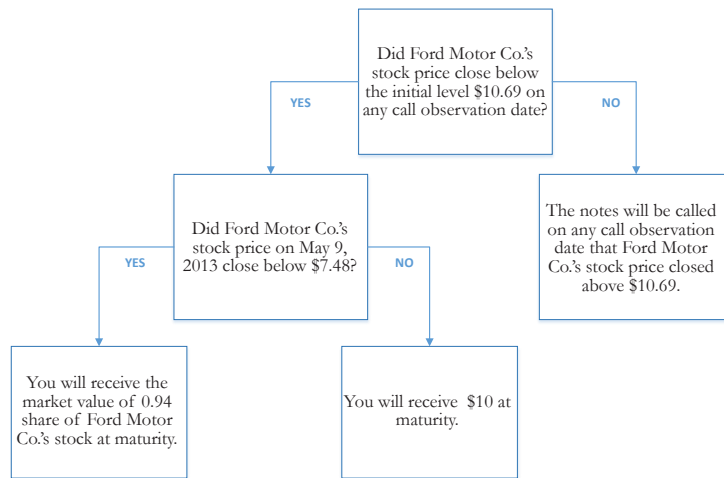 Did Ford Motor Co.'s
stock price close below
the initial level $10.69 on
any call observation date?
YES
NO
Did Ford Motor Co.'s
stock price on May 9,
2013 close below $7.48?
The notes will be called
on any call observation
date that Ford Motor
Co.'s stock price closed
above $10.69.
YES
NO
You will receive the
market value of 0.94
share of Ford Motor
Co.'s stock at maturity.
You will receive $10 at
maturity.